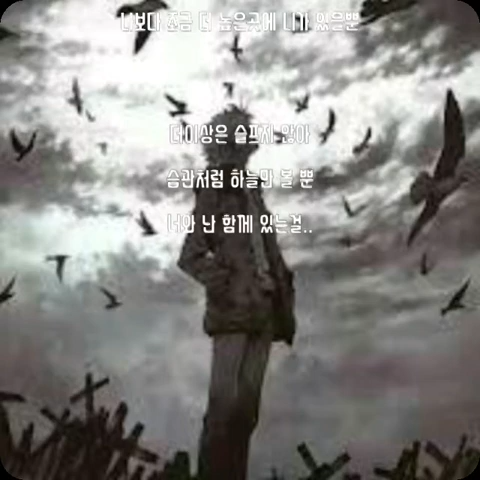 너보다 조금 더 높은곳에 니가 있을뿐
더이상은 슬프지 않아
습관처럼 하늘만 볼 뿐
너와 난 함께 있는걸..